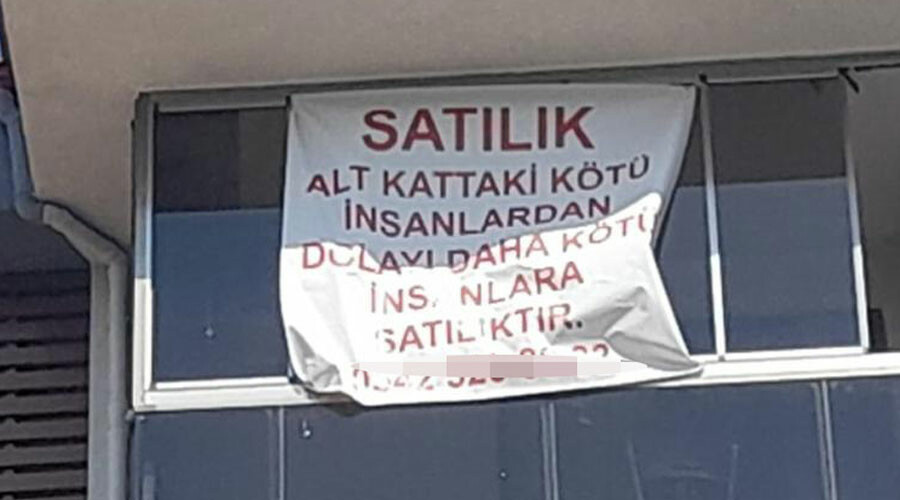 SATILIK
ALT KATTAKİ KÖTÜ
İNSANLARDAN
DOLAYI DAHA KÖTÜ
İNSANLARA
SATILIKTIR.